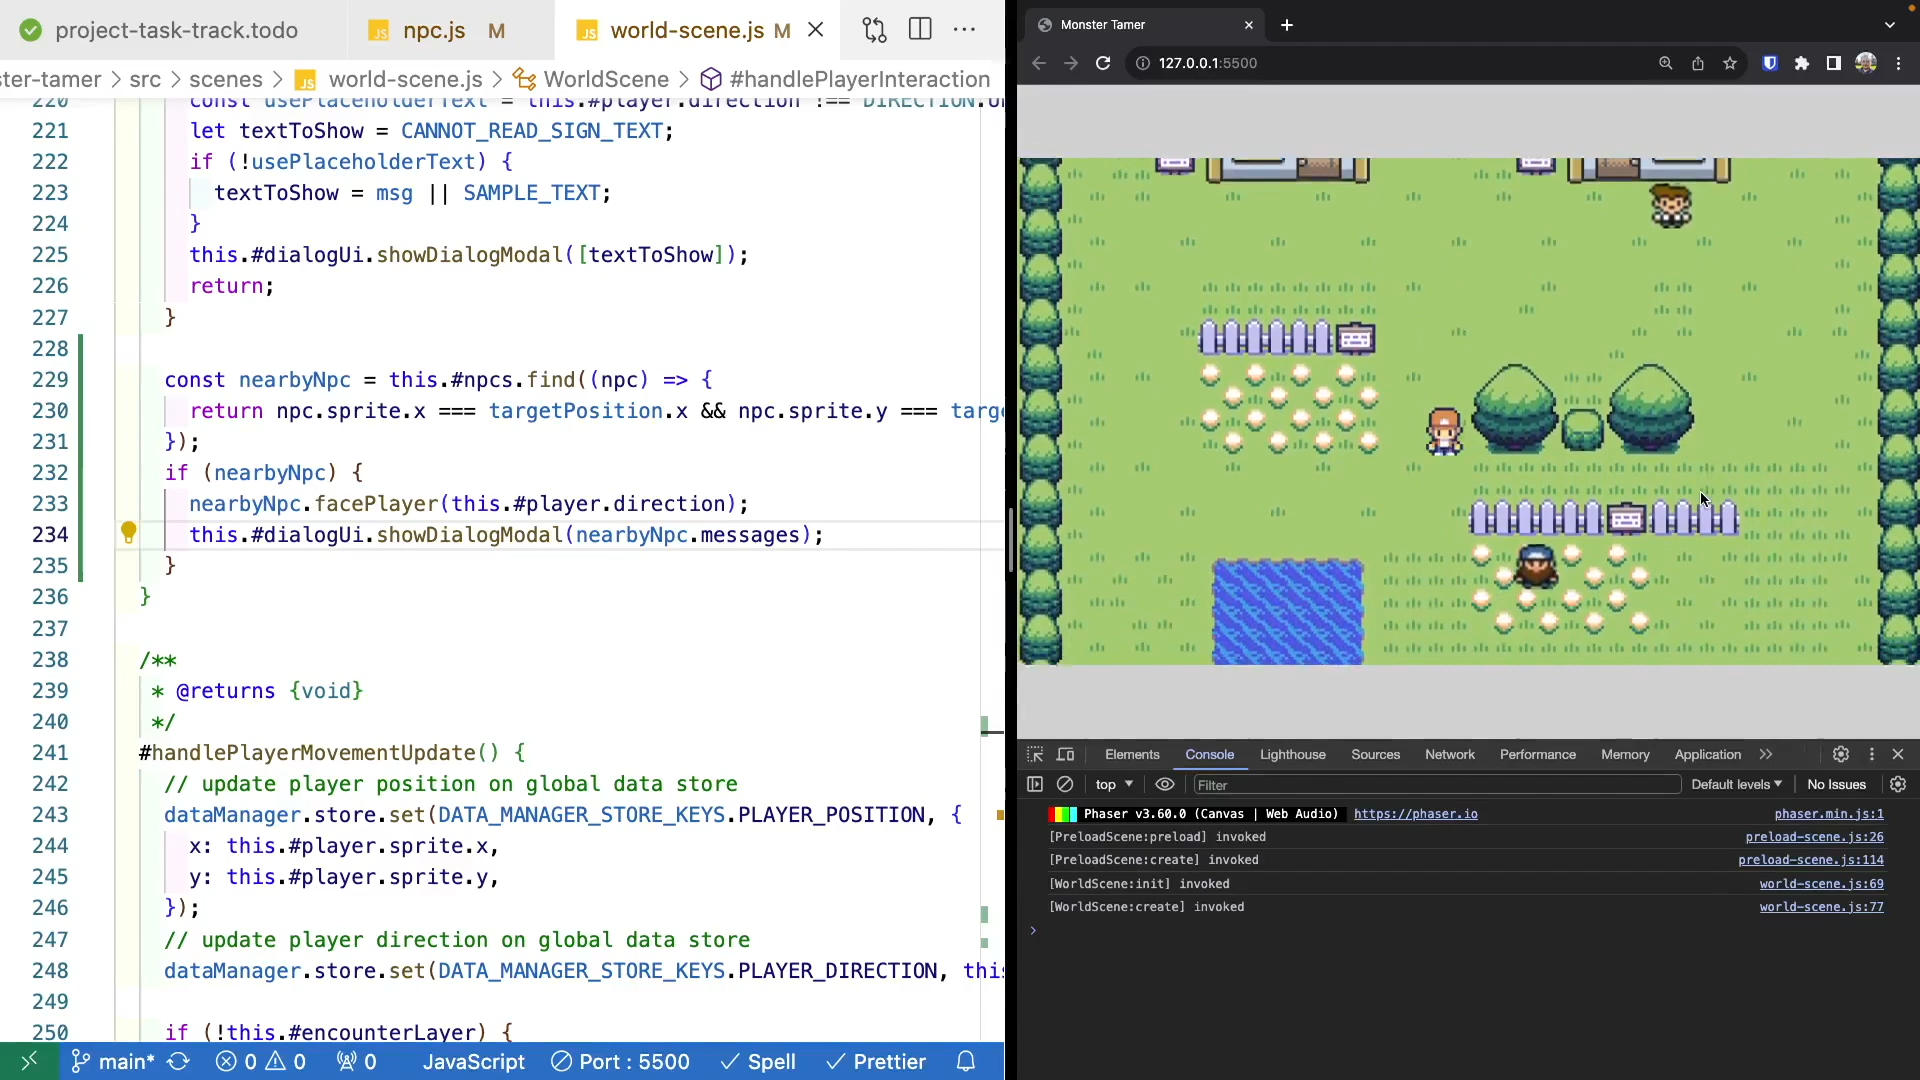 project-task-track.todo npc.js M world-scene.js M
ster-tamer > src > scenes > world-scene.js > WorldScene > #handlePlayerInteraction
220 const usePlaceholderText = this.#player.direction !== DIRECTION.U
221 let textToShow = CANNOT_READ_SIGN_TEXT;
222 if (!usePlaceholderText) {
223 textToShow = msg || SAMPLE_TEXT;
224 }
225 this.#dialogUi.showDialogModal([textToShow]);
226 return;
227 }
228
229 const nearbyNpc = this.#npcs.find((npc) => {
230 return npc.sprite.x === targetPosition.x && npc.sprite.y === targe
231 });
232 if (nearbyNpc) {
233 nearbyNpc.facePlayer(this.#player.direction);
234 this.#dialogUi.showDialogModal(nearbyNpc.messages);
235 }
236 }
237
238 /**
239 * @returns {void}
240 */
241 #handlePlayerMovementUpdate() {
242 // update player position on global data store
243 dataManager.store.set(DATA_MANAGER_STORE_KEYS.PLAYER_POSITION, {
244 x: this.#player.sprite.x,
245 y: this.#player.sprite.y,
246 });
247 // update player direction on global data store
248 dataManager.store.set(DATA_MANAGER_STORE_KEYS.PLAYER_DIRECTION, this
249
250 if (!this.#encounterLayer) {
main* 0 0 0 JavaScript Port : 5500 Spell Prettier
Monster Tamer
127.0.0.1:5500
Elements Console Lighthouse Sources Network Performance Memory Application
top Filter Default levels No Issues
Phaser v3.60.0 (Canvas | Web Audio) https://phaser.io phaser.min.js:1
[PreloadScene:preload] invoked preload-scene.js:26
[PreloadScene:create] invoked preload-scene.js:114
[WorldScene:init] invoked world-scene.js:69
[WorldScene:create] invoked world-scene.js:77